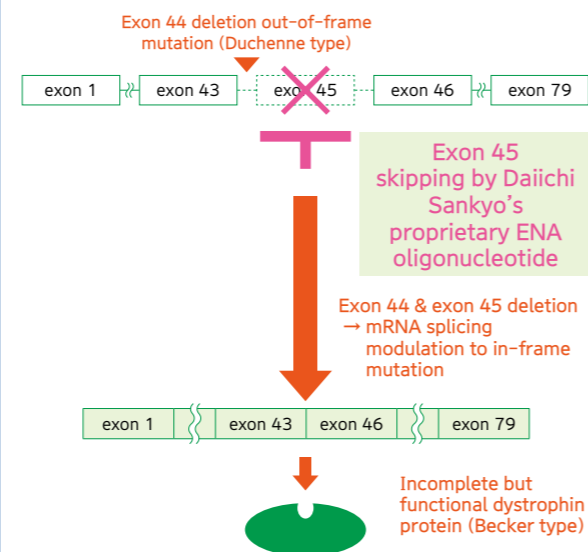 Exon 44 deletion out-of-frame
mutation (Duchenne type)
exon 1
exon 43
exon 45
exon 46
exon 79
Exon 45
skipping by Daiichi
Sankyo's
proprietary ENA
oligonucleotide
Exon 44 & exon 45 deletion
→ mRNA splicing
modulation to in-frame
mutation
exon 1
exon 43
exon 46
exon 79
Incomplete but
functional dystrophin
protein (Becker type)